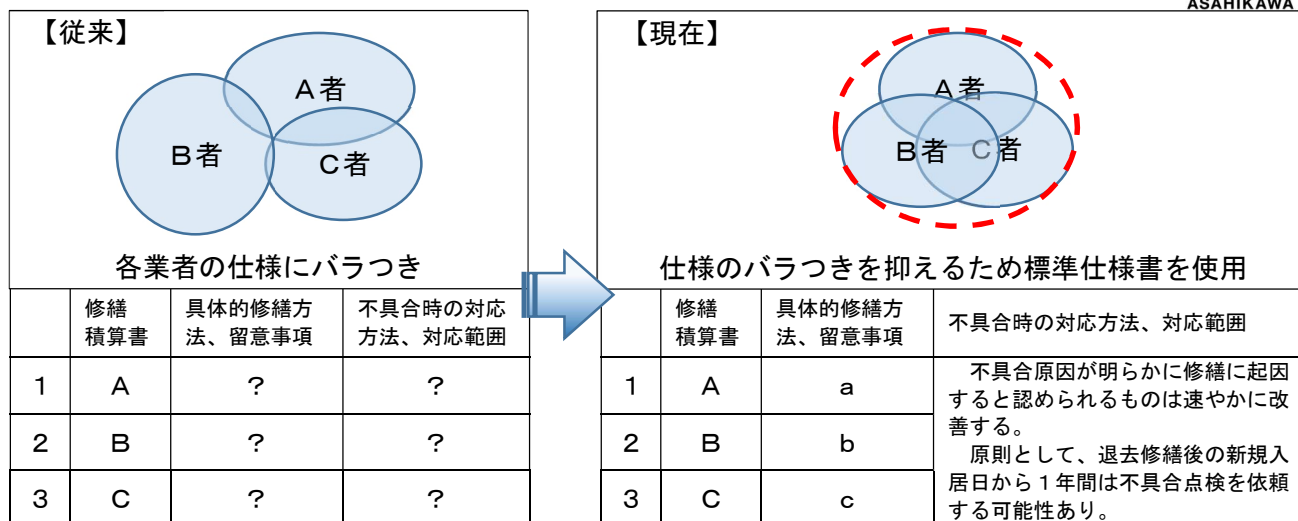 ASAHIKAWA
【従来】
A者
B者
C者
各業者の仕様にバラつき
修繕
積算書
具体的修繕方
法、留意事項
不具合時の対応
方法、対応範囲
1 A ? ?
2 B ? ?
3 C ? ?
【現在】
A者
B者 C者
仕様のバラつきを抑えるため標準仕様書を使用
修繕
積算書
具体的修繕方
法、留意事項
不具合時の対応方法、対応範囲
1 A a
2 B b
3 C c
不具合原因が明らかに修繕に起因
すると認められるものは速やかに改
善する。
原則として、退去修繕後の新規入
居日から1年間は不具合点検を依頼
する可能性あり。